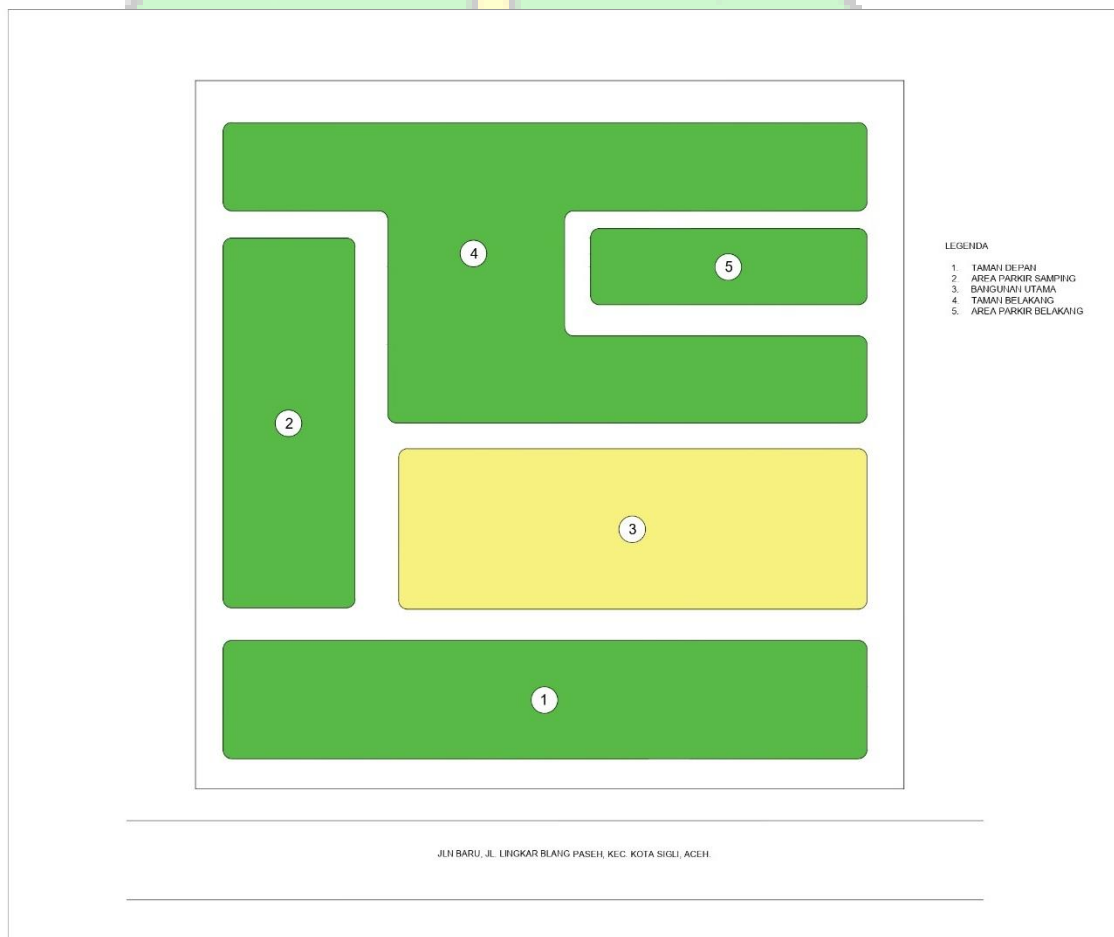 4
5
2
3
1
LEGENDA
1. TAMAN DEPAN
2. AREA PARKIR SAMPING
3. BANGUNAN UTAMA
4. TAMAN BELAKANG
5. AREA PARKIR BELAKANG
JLN BARU, JL. LINGKAR BLANG PASEH, KEC. KOTA SIGLI, ACEH.